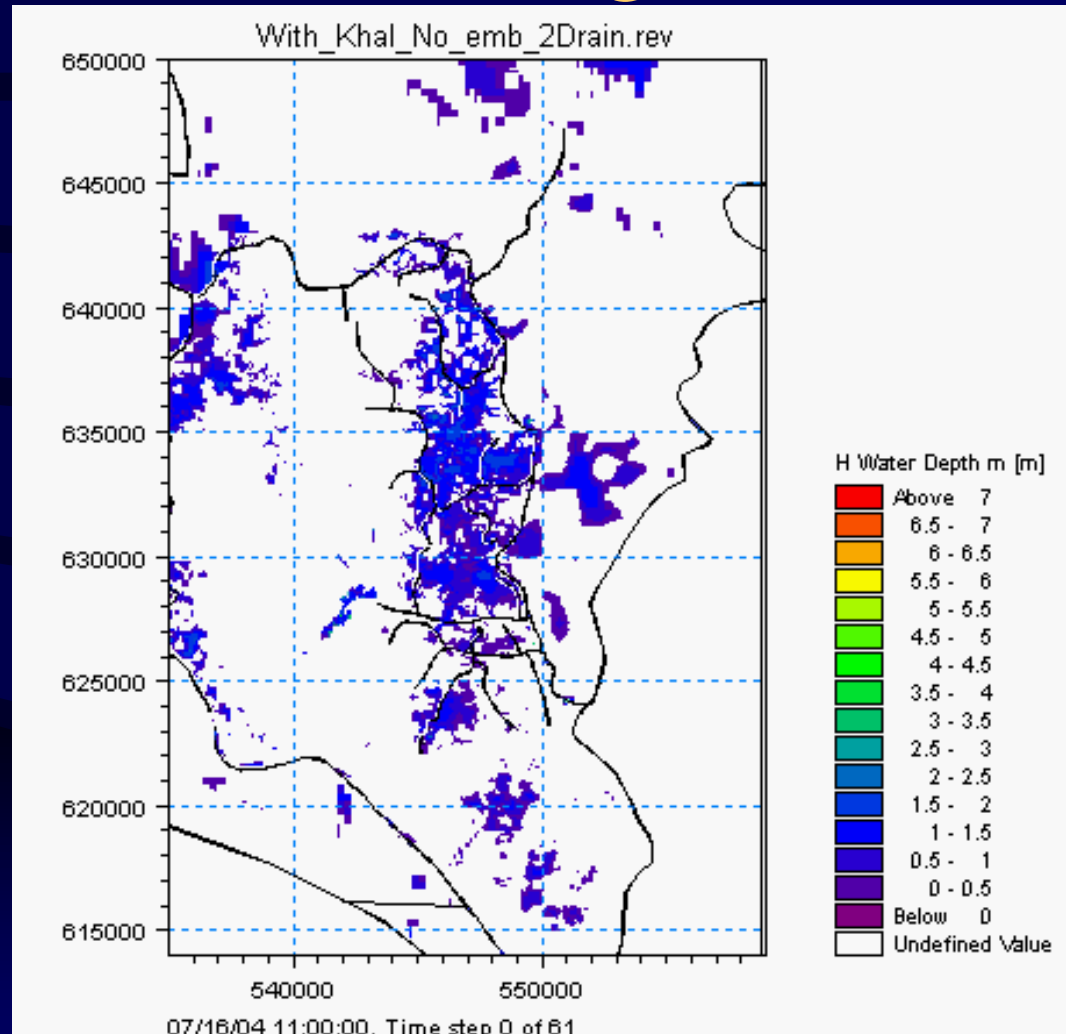 With_Khal_No_emb_2Drain.rev
650000
645000
640000
635000
630000
625000
620000
615000
540000 550000
07/16/04 11:00:00, Time step 0 of 61
H Water Depth m [m]
Above 7
6.5 - 7
6 - 6.5
5.5 - 6
5 - 5.5
4.5 - 5
4 - 4.5
3.5 - 4
3 - 3.5
2.5 - 3
2 - 2.5
1.5 - 2
1 - 1.5
0.5 - 1
0 - 0.5
Below 0
Undefined Value